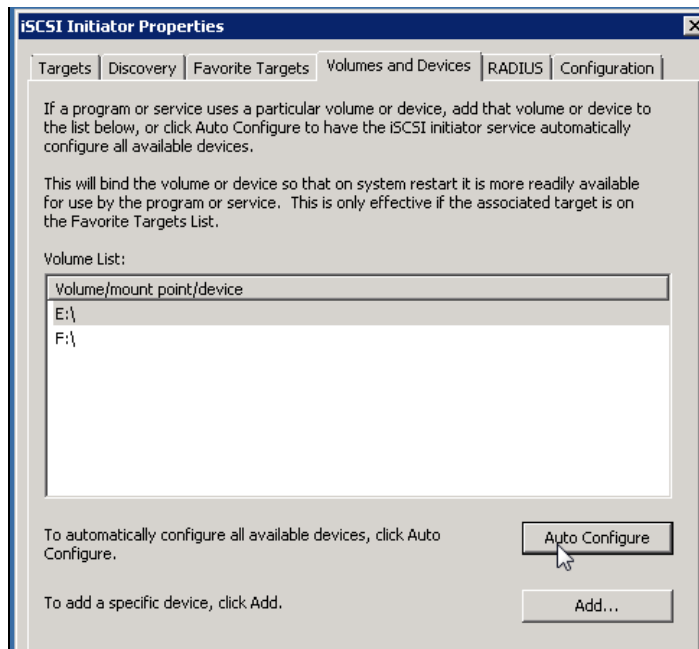 iSCSI Initiator Properties
Targets Discovery Favorite Targets Volumes and Devices RADIUS Configuration
If a program or service uses a particular volume or device, add that volume or device to
the list below, or click Auto Configure to have the iSCSI initiator service automatically
configure all available devices.
This will bind the volume or device so that on system restart it is more readily available
for use by the program or service. This is only effective if the associated target is on
the Favorite Targets List.
Volume List:
Volume/mount point/device
E:\
F:\
To automatically configure all available devices, click Auto
Configure.
Auto Configure
To add a specific device, click Add.
Add...